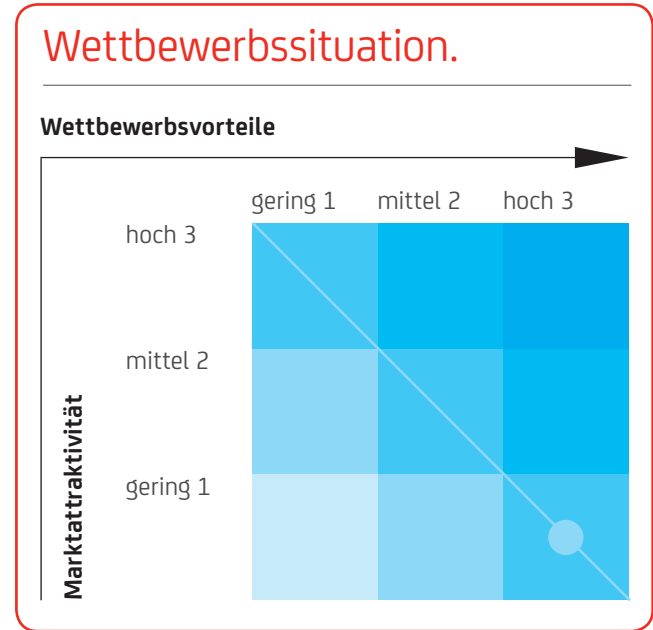 Wettbewerbssituation.
Wettbewerbsvorteile
gering 1 mittel 2 hoch 3
hoch 3
mittel 2
gering 1
Marktattraktivität